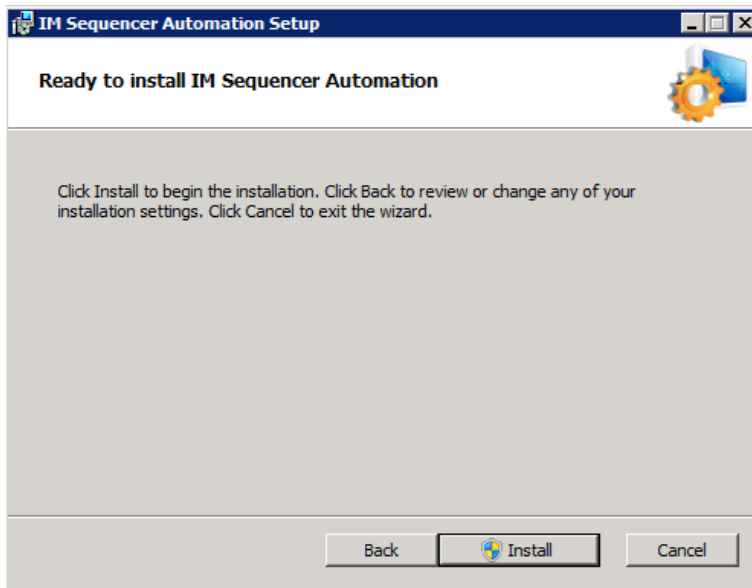 IM Sequencer Automation Setup
Ready to install IM Sequencer Automation
Click Install to begin the installation. Click Back to review or change any of your
installation settings. Click Cancel to exit the wizard.
Back
Install
Cancel